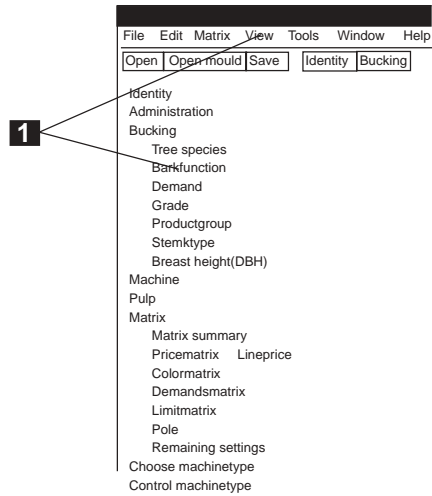 File Edit Matrix View Tools Window Help
Open Open mould Save Identity Bucking
Identity
Administration
Bucking
1
Tree species
Barkfunction
Demand
Grade
Productgroup
Stemktype
Breast height(DBH)
Machine
Pulp
Matrix
Matrix summary
Pricematrix Lineprice
Colormatrix
Demandsmatrix
Limitmatrix
Pole
Remaining settings
Choose machinetype
Control machinetype